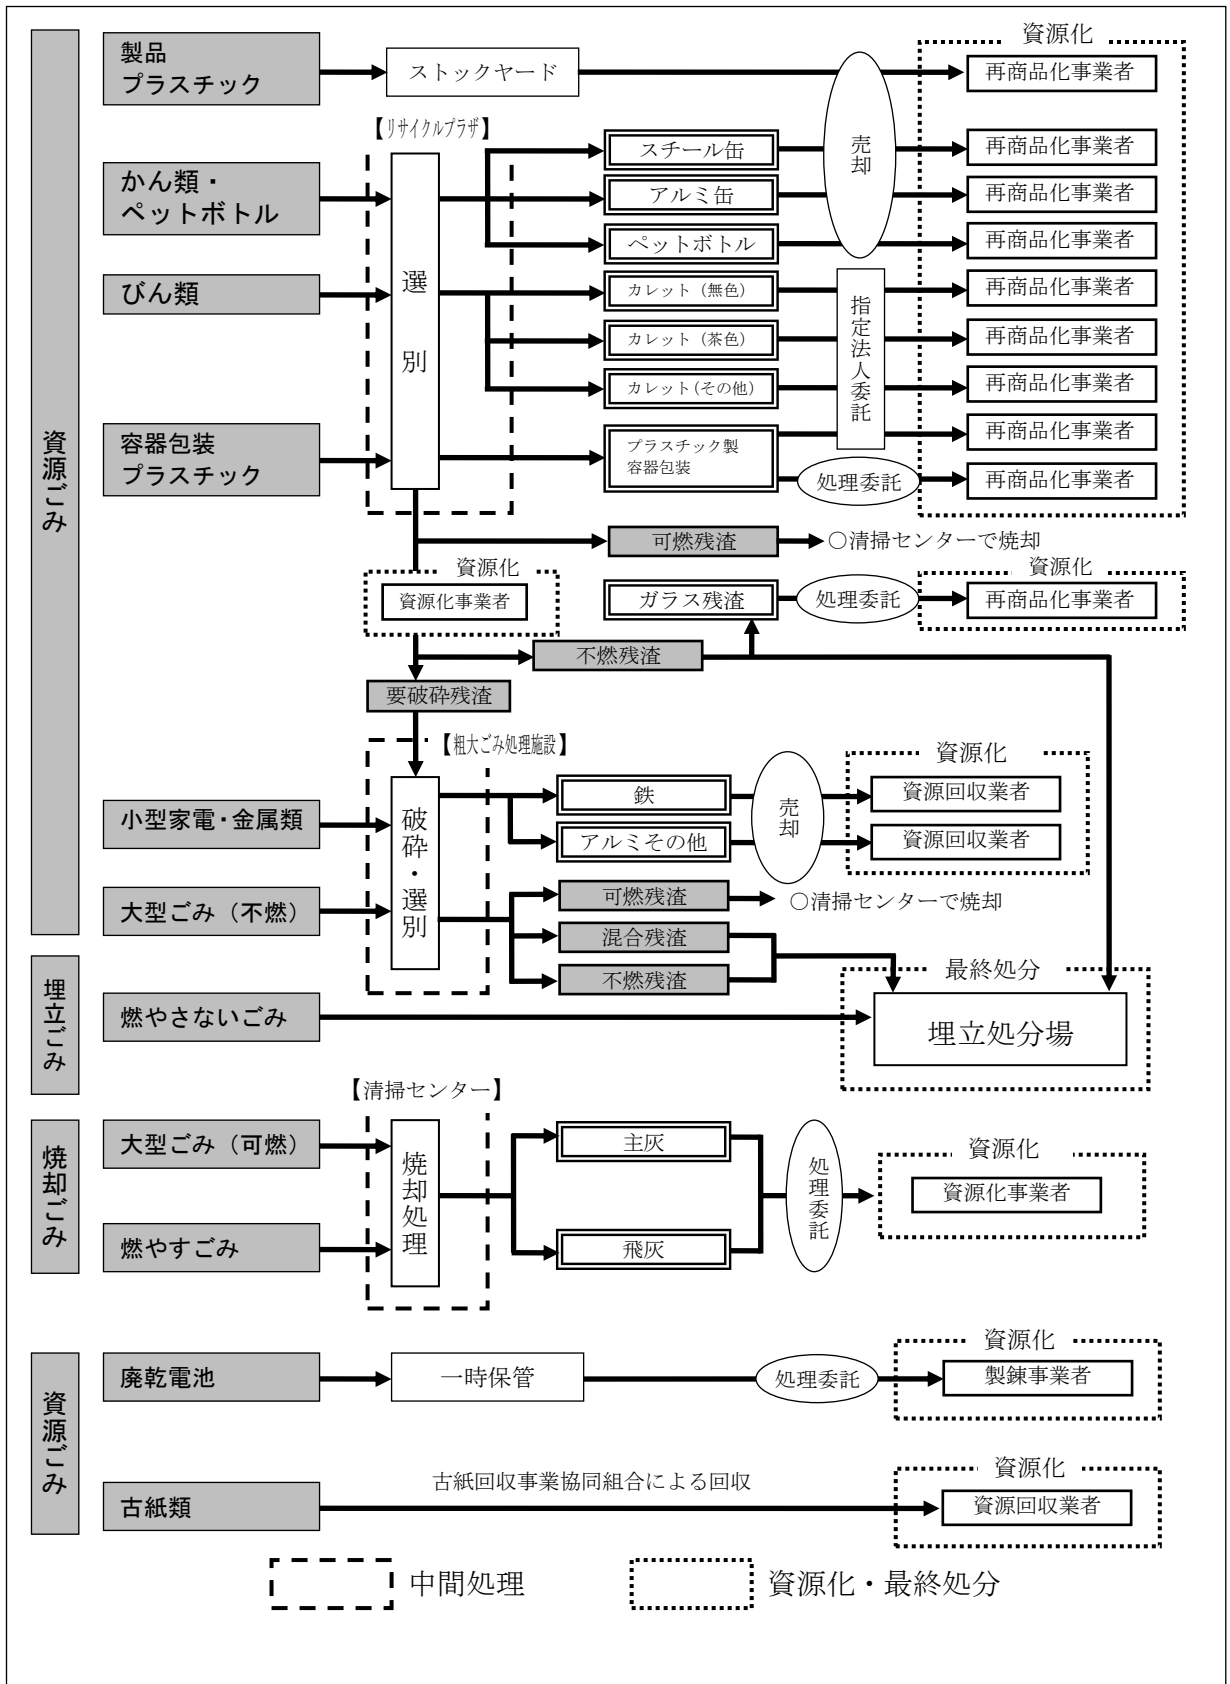 資源ごみ
製品
プラスチック
ストックヤード
売却
資源化
再商品化事業者
【リサイクルプラザ】
かん類・
ペットボトル
選別
スチール缶
再商品化事業者
アルミ缶
再商品化事業者
ペットボトル
再商品化事業者
びん類
カレット（無色）
指定法人委託
再商品化事業者
カレット（茶色）
再商品化事業者
カレット（その他）
再商品化事業者
容器包装
プラスチック
プラスチック製
容器包装
再商品化事業者
処理委託
再商品化事業者
可燃残渣
○清掃センターで焼却
資源化
資源化事業者
ガラス残渣
処理委託
資源化
再商品化事業者
不燃残渣
要破砕残渣
【粗大ごみ処理施設】
小型家電・金属類
破砕・選別
鉄
売却
資源化
資源回収業者
アルミその他
資源回収業者
大型ごみ（不燃）
可燃残渣
○清掃センターで焼却
混合残渣
不燃残渣
埋立ごみ
燃やさないごみ
最終処分
埋立処分場
【清掃センター】
焼却ごみ
大型ごみ（可燃）
焼却処理
主灰
処理委託
資源化
資源化事業者
燃やすごみ
飛灰
資源ごみ
廃乾電池
一時保管
処理委託
資源化
製錬事業者
古紙類
古紙回収事業協同組合による回収
資源化
資源回収業者
中間処理
資源化・最終処分